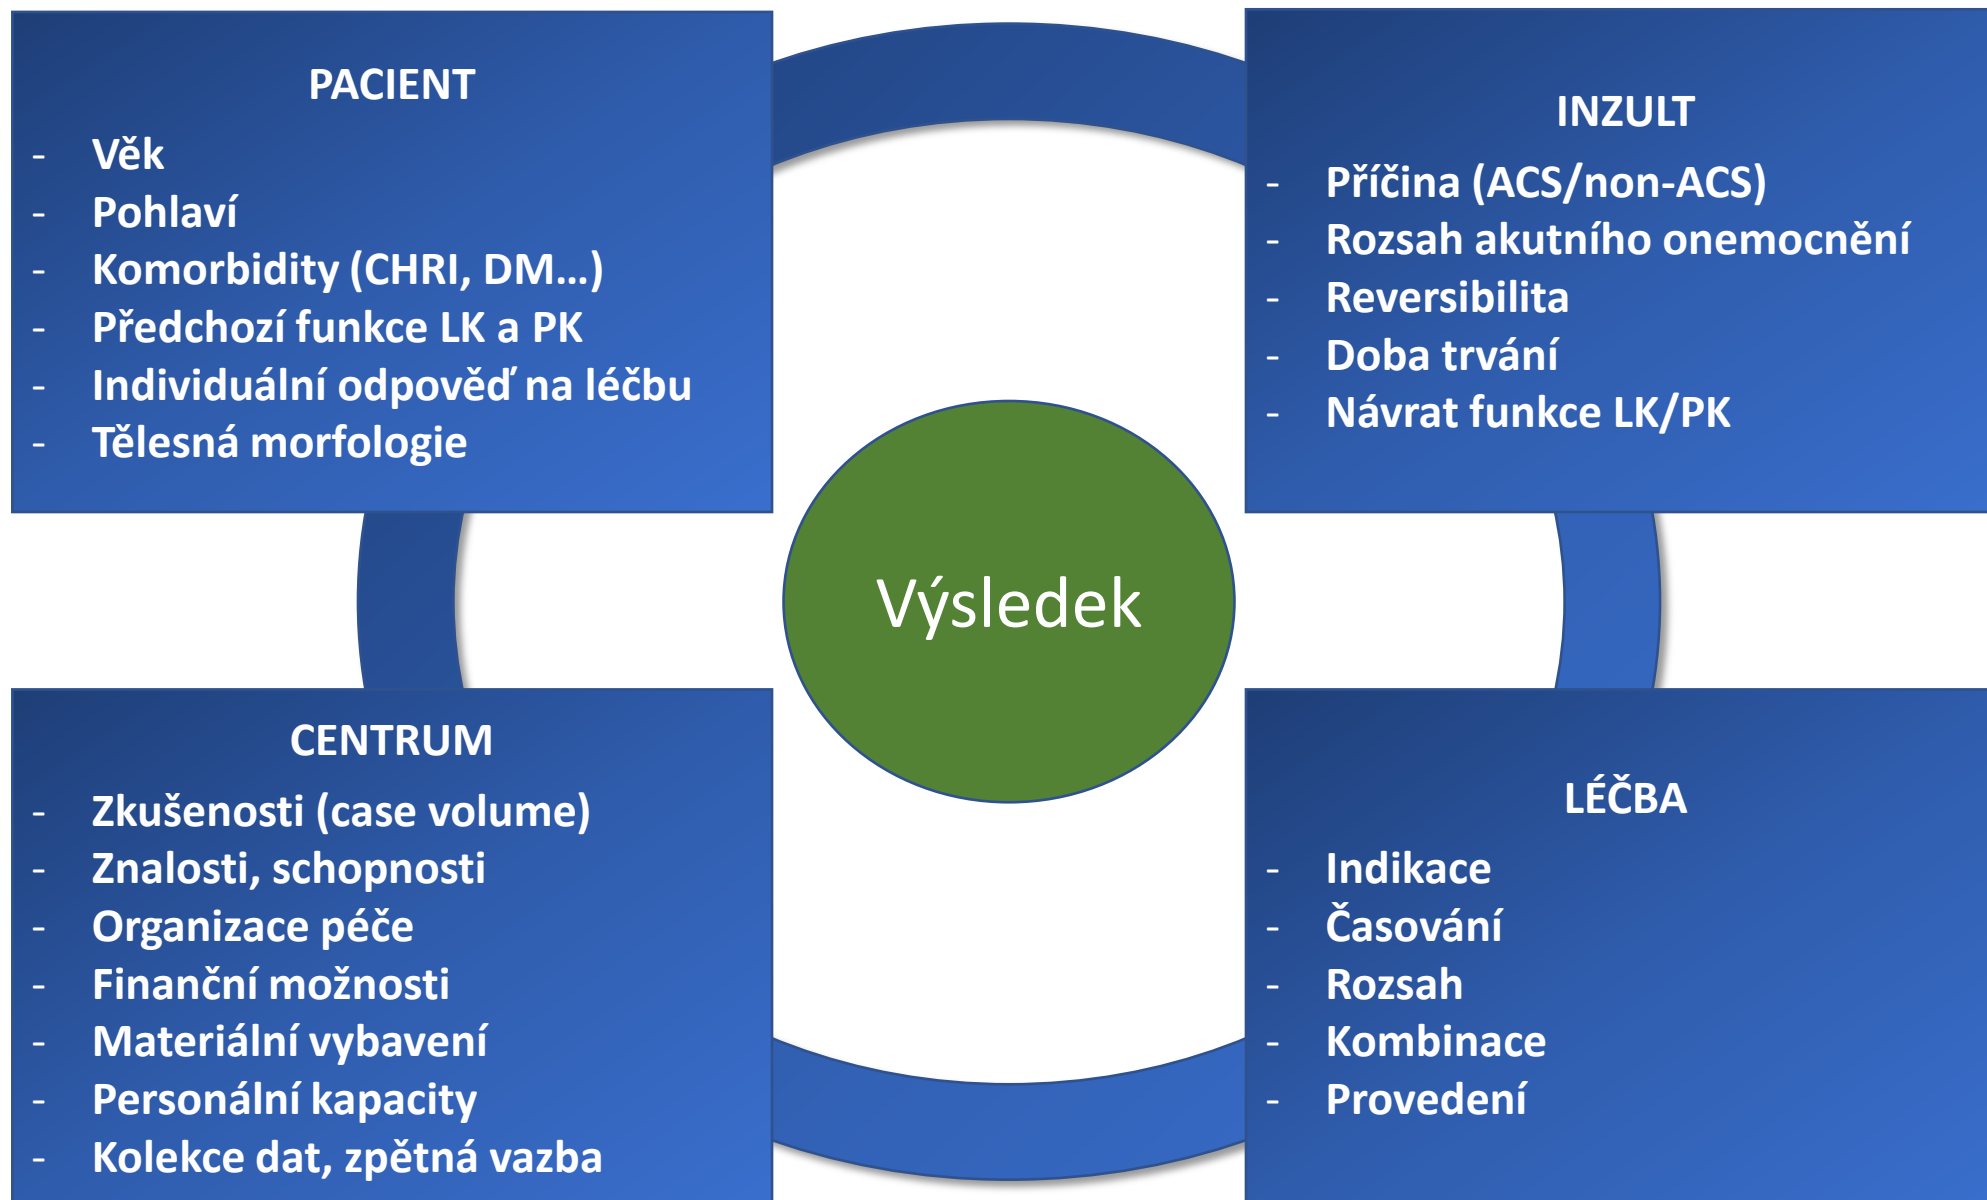 PACIENT
- Věk
- Pohlaví
- Komorbidity (CHRI, DM…)
- Předchozí funkce LK a PK
- Individuální odpověď na léčbu
- Tělesná morfologie
INZULT
- Příčina (ACS/non-ACS)
- Rozsah akutního onemocnění
- Reversibilita
- Doba trvání
- Návrat funkce LK/PK
Výsledek
CENTRUM
- Zkušenosti (case volume)
- Znalosti, schopnosti
- Organizace péče
- Finanční možnosti
- Materiální vybavení
- Personální kapacity
- Kolekce dat, zpětná vazba
LÉČBA
- Indikace
- Časování
- Rozsah
- Kombinace
- Provedení